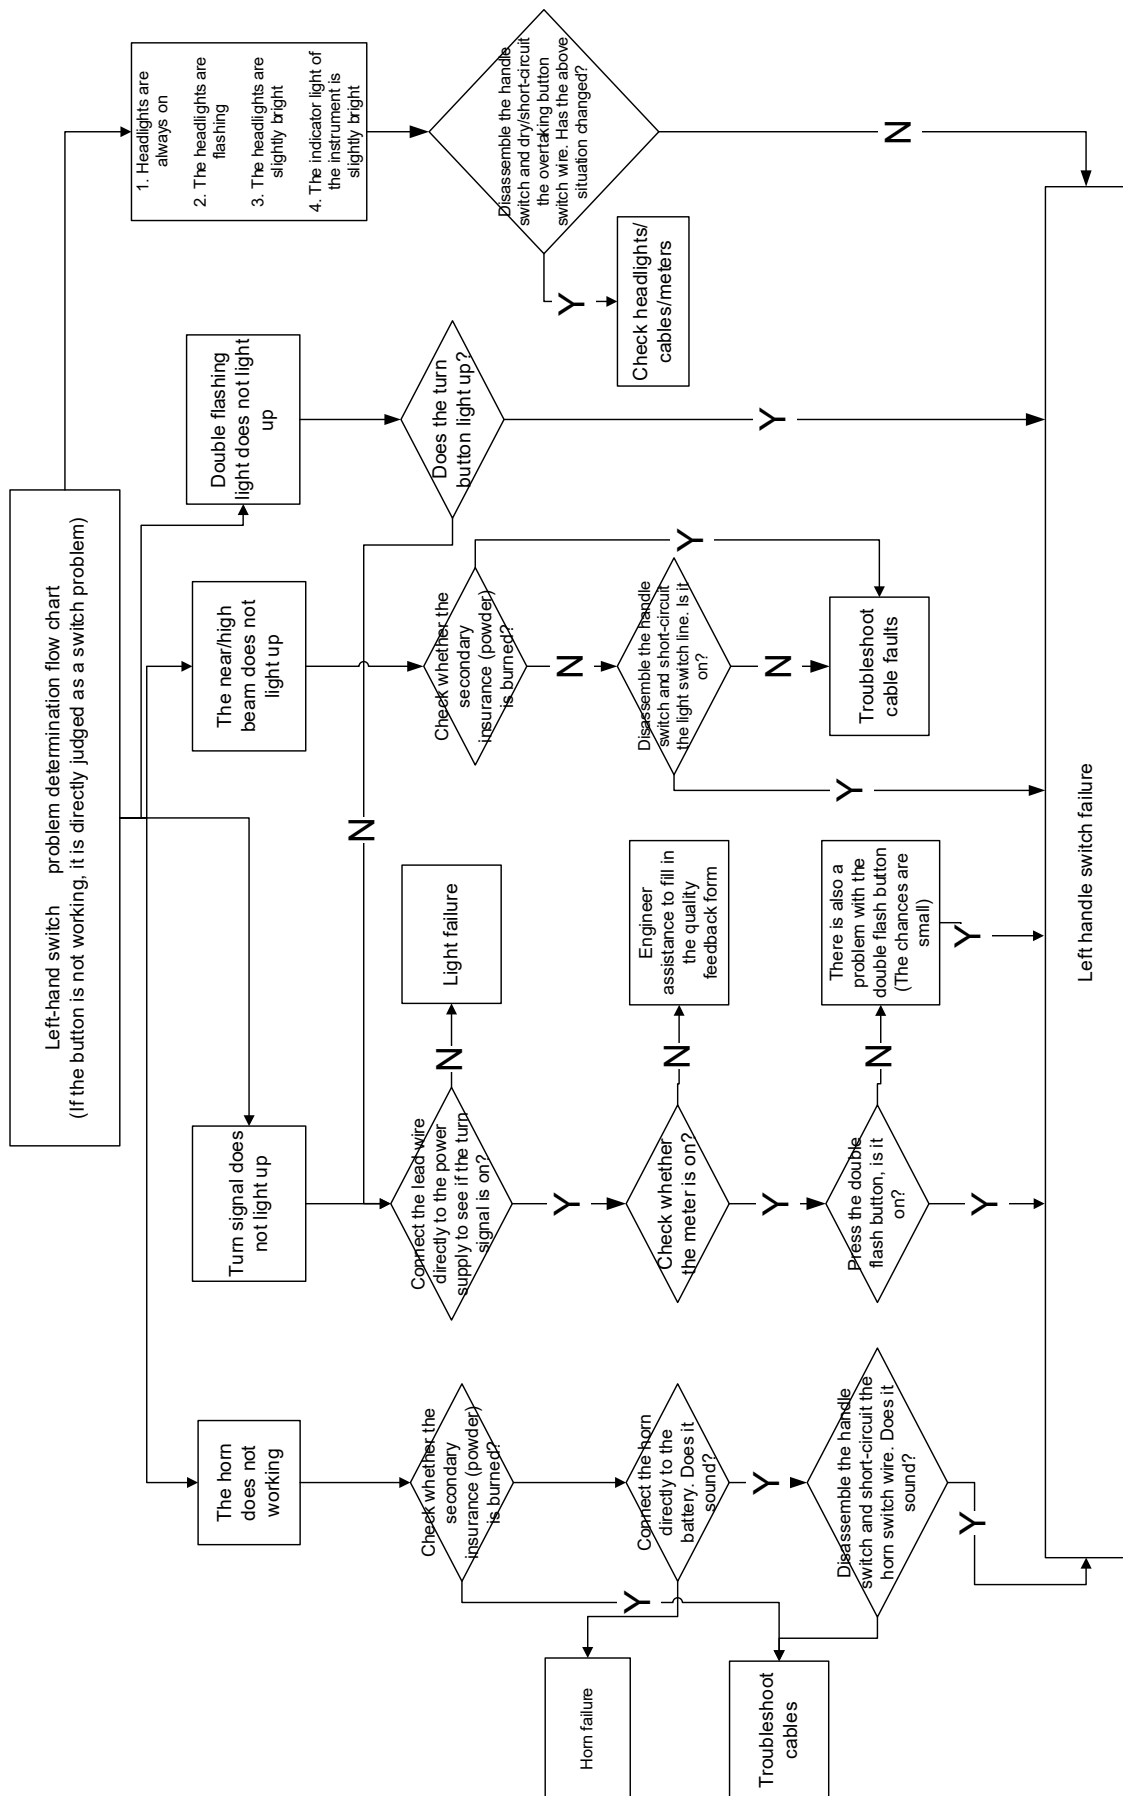 Left-hand switch problem determination flow chart
(If the button is not working, it is directly judged as a switch problem)
The horn
does not
working
Turn signal does
not light up
The near/high
beam does not
light up
Double flashing
light does not light
up
1. Headlights are
always on
2. The headlights are
flashing
3. The headlights are
slightly bright
4. The indicator light of
the instrument is
slightly bright
Check whether the
secondary
insurance (powder)
is burned?
Connect the lead wire
directly to the power
supply to see if the turn
signal is on?
N
Light failure
N
Check whether the
secondary
insurance (powder)
is burned?
Does the turn
button light up?
Disassemble the handle
switch and dry/short-circuit
the overtaking button
switch wire. Has the above
situation changed?
Y
Y
N
Y
Y
N
Horn failure
Connect the horn
directly to the
battery. Does it
sound?
Check whether
the meter is on?
N
Engineer
assistance to fill in
the quality
feedback form
Disassemble the handle
switch and short-circuit
the light switch line. Is it
on?
Check headlights/
cables/meters
Y
Y
N
Y
Troubleshoot
cables
Disassemble the handle
switch and short-circuit the
horn switch wire. Does it
sound?
Press the double
flash button, is it
on?
N
There is also a
problem with the
double flash button
(The chances are
small)
Y
Troubleshoot
cable faults
Y
Y
Y
Left handle switch failure